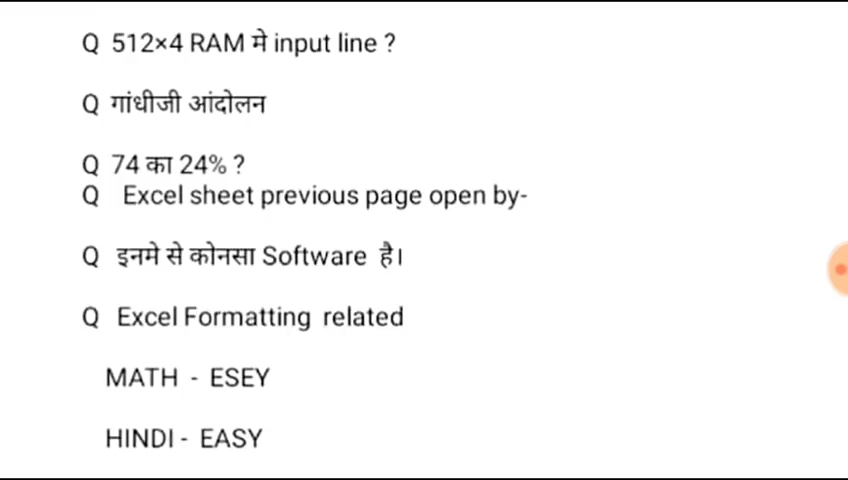 Q 512×4 RAM मे input line ?
Q गांधीजी आंदोलन
Q 74 का 24% ?
Q Excel sheet previous page open by-
Q इनमे से कोनसा Software है।
Q Excel Formatting related
MATH - ESEY
HINDI - EASY